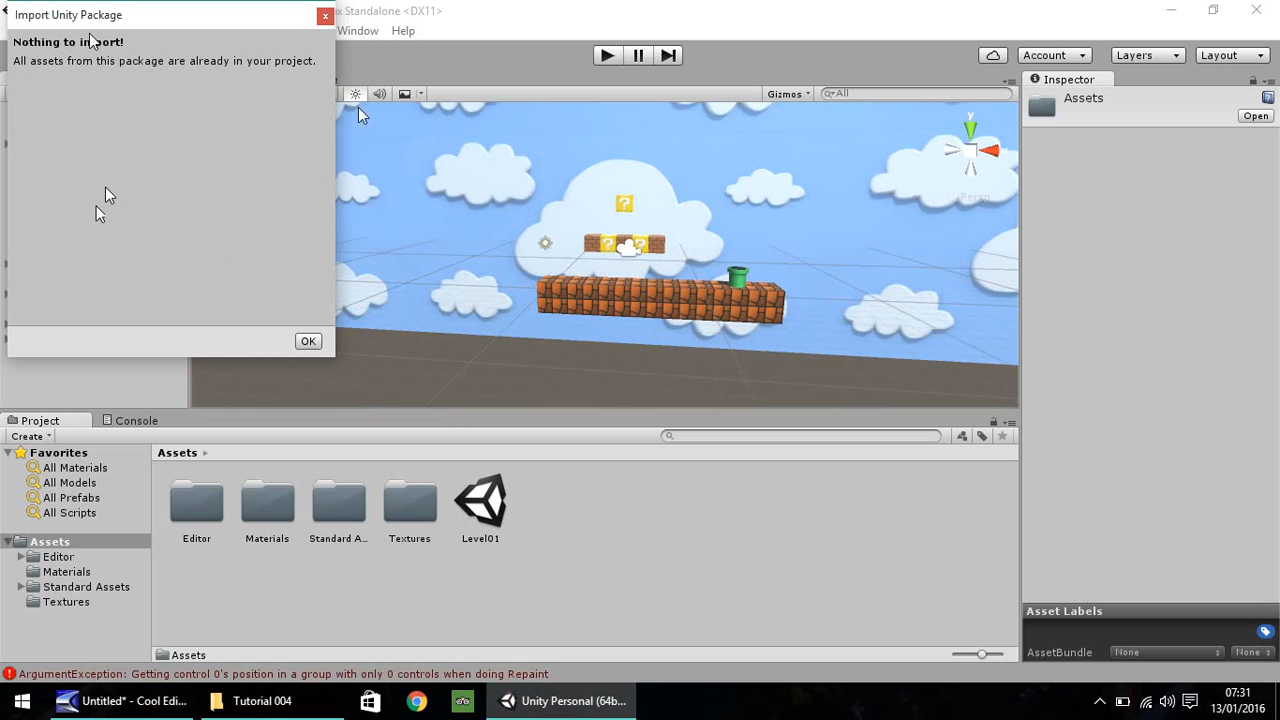 Import Unity Package
x
x Standalone <DX11>
Nothing to import!
All assets from this package are already in your project.
OK
Window
Help
Account
Layers
Layout
Gizmos
All
y
Persp
Inspector
Assets
Open
Project
Console
Create
Favorites
All Materials
All Models
All Prefabs
All Scripts
Assets
Editor
Materials
Standard Assets
Textures
Assets
Editor
Materials
Standard A...
Textures
Level01
Assets
Asset Labels
AssetBundle
None
None
ArgumentException: Getting control 0's position in a group with only 0 controls when doing Repaint
Untitled* - Cool Edi...
Tutorial 004
Unity Personal (64b...
07:31
13/01/2016